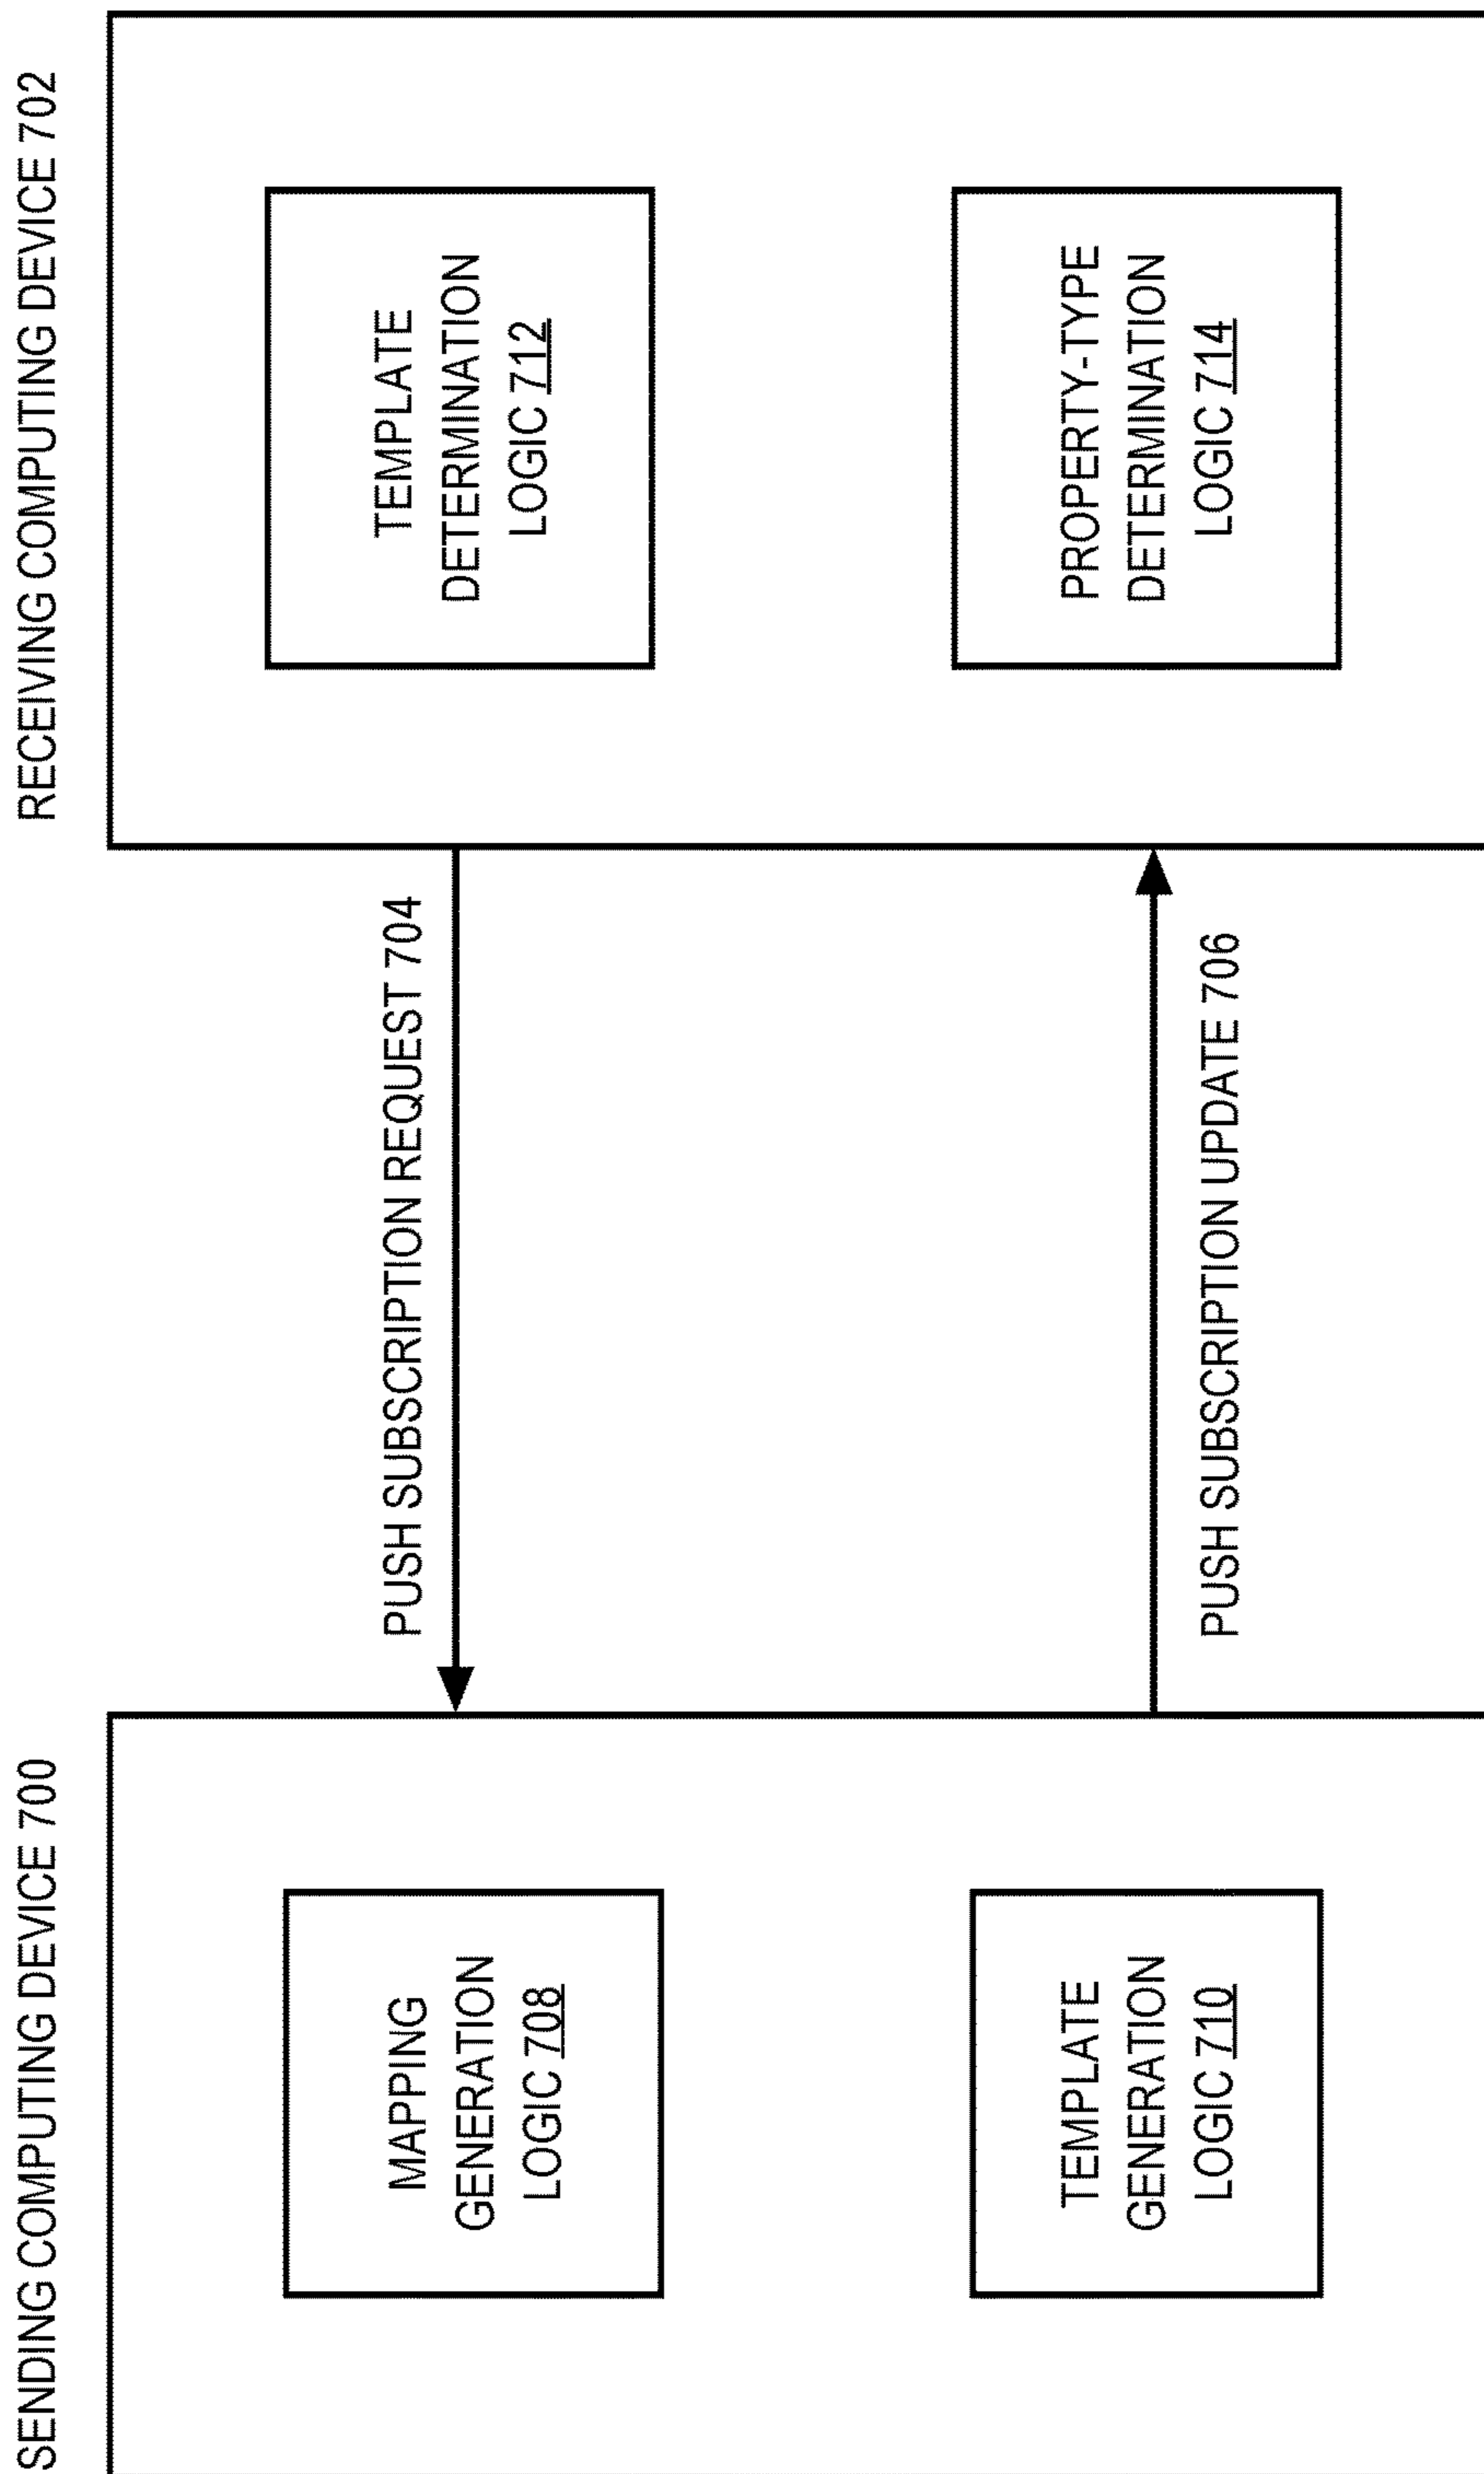 SENDING COMPUTING DEVICE 700
MAPPING
GENERATION
LOGIC 708
TEMPLATE
GENERATION
LOGIC 710
PUSH SUBSCRIPTION REQUEST 704
PUSH SUBSCRIPTION UPDATE 706
RECEIVING COMPUTING DEVICE 702
TEMPLATE
DETERMINATION
LOGIC 712
PROPERTY-TYPE
DETERMINATION
LOGIC 714